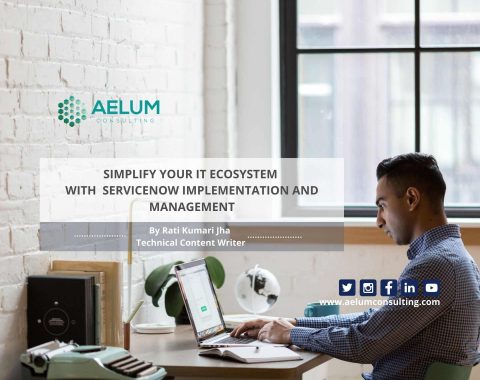 AELUM
CONSULTING
SIMPLIFY YOUR IT ECOSYSTEM
WITH SERVICENOW IMPLEMENTATION AND
MANAGEMENT
By Rati Kumari Jha
Technical Content Writer
www.aelumconsulting.com